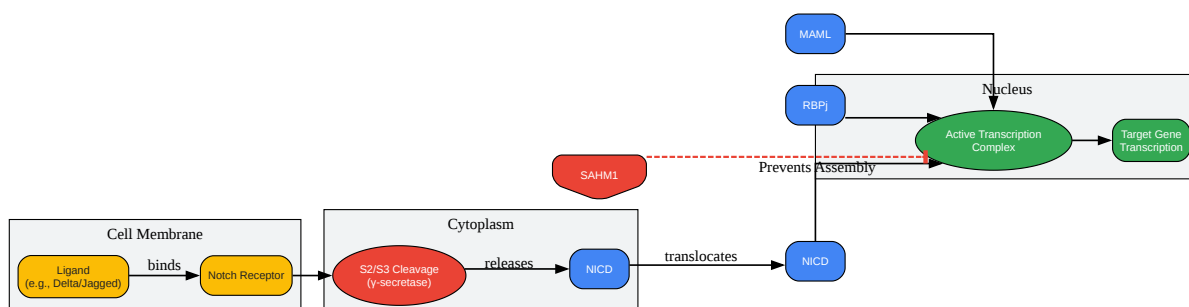 MAML
Nucleus
RBPj
Active Transcription
Complex
Target Gene
Transcription
SAHM1
Prevents Assembly
Cell Membrane
Cytoplasm
Ligand
(e.g., Delta/Jagged)
binds
Notch Receptor
S2/S3 Cleavage
(γ-secretase)
releases
NICD
translocates
NICD